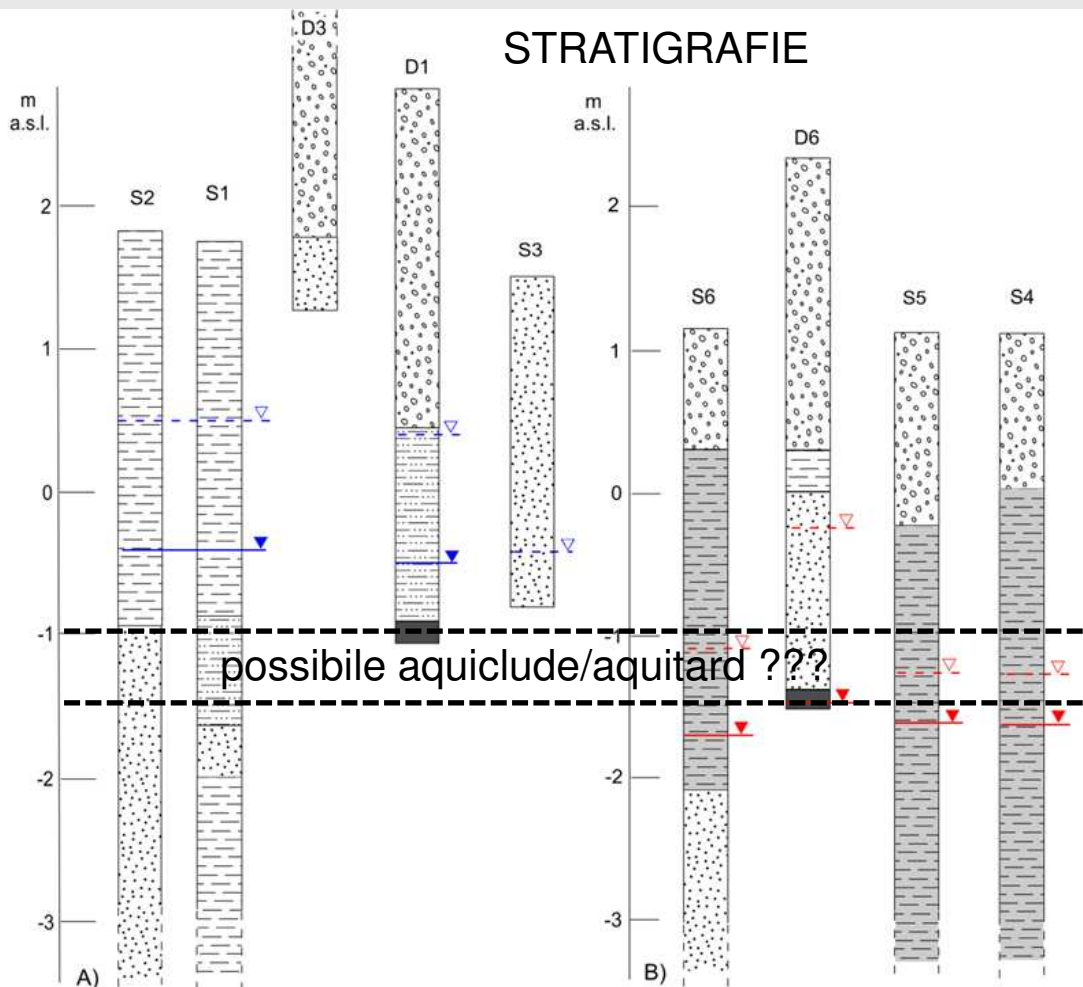 STRATIGRAFIE
D3
D1
m
a.s.l.
S2
S1
2
1
0
-1
-2
-3
A)
S3
m
a.s.l.
D6
S6
S5
S4
2
1
0
-1
-2
-3
B)
possibile aquiclude/aquitard ???